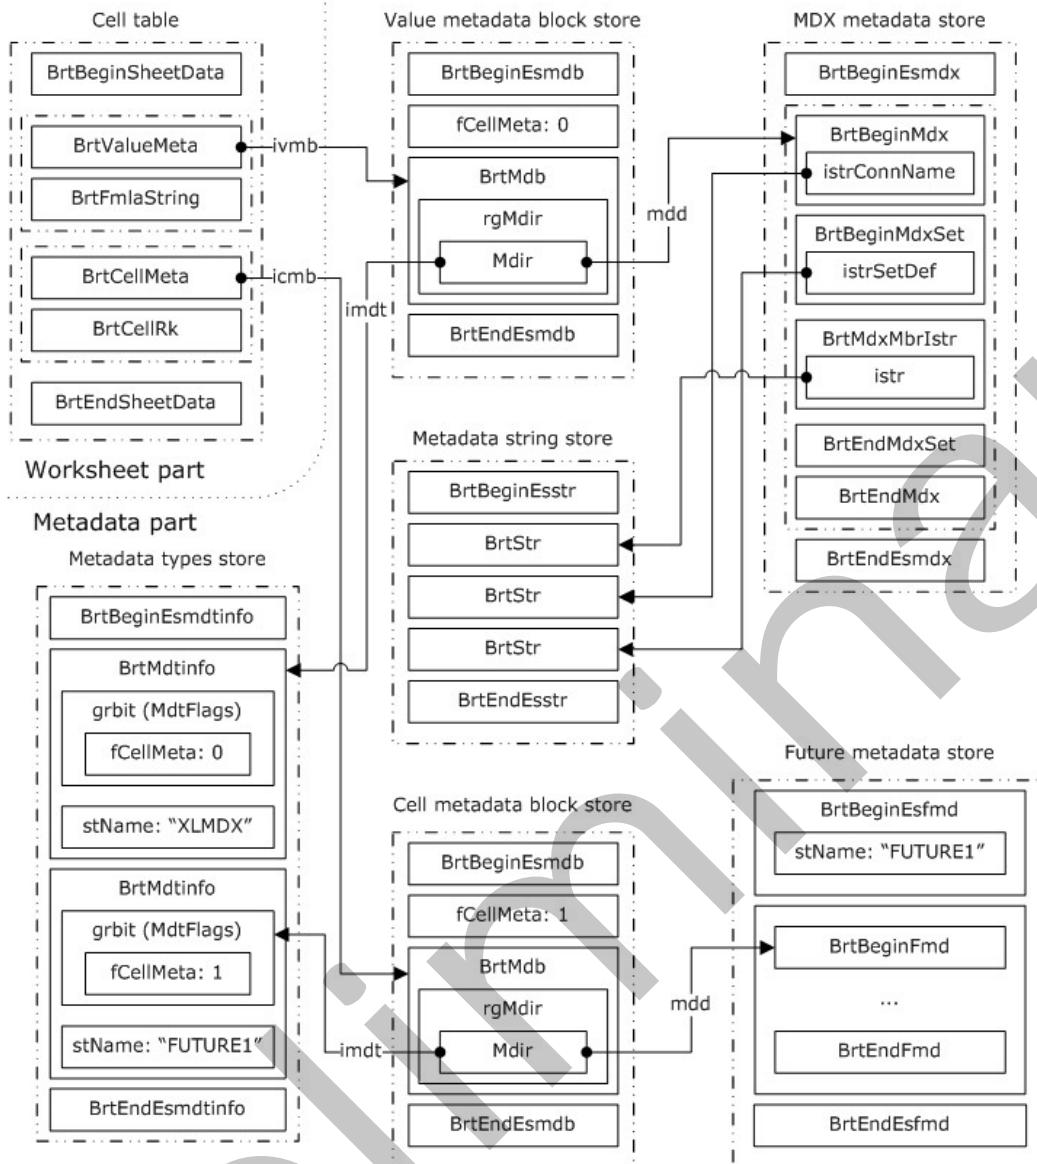 Cell table
BrtBeginSheetData
BrtValueMeta
BrtFmlaString
BrtCellMeta
BrtCellRk
BrtEndSheetData
Worksheet part
ivmb
icmb
Value metadata block store
BrtBeginEsmdb
fCellMeta: 0
BrtMdb
rgMdir
Mdir
BrtEndEsmdb
imdt
mdd
MDX metadata store
BrtBeginEsmdx
BrtBeginMdx
istrConnName
BrtBeginMdxSet
istrSetDef
BrtMdxMbrIstr
istr
BrtEndMdxSet
BrtEndMdx
BrtEndEsmdx
Metadata string store
BrtBeginEsstr
BrtStr
BrtStr
BrtStr
BrtEndEsstr
Metadata part
Metadata types store
BrtBeginEsmdtinfo
BrtMdtinfo
grbit (MdtFlags)
fCellMeta: 0
stName: “XLMDX”
BrtMdtinfo
grbit (MdtFlags)
fCellMeta: 1
stName: “FUTURE1”
BrtEndEsmdtinfo
imdt
Cell metadata block store
BrtBeginEsmdb
fCellMeta: 1
BrtMdb
rgMdir
Mdir
BrtEndEsmdb
mdd
Future metadata store
BrtBeginEsfmd
stName: “FUTURE1”
BrtBeginFmd
...
BrtEndFmd
BrtEndEsfmd